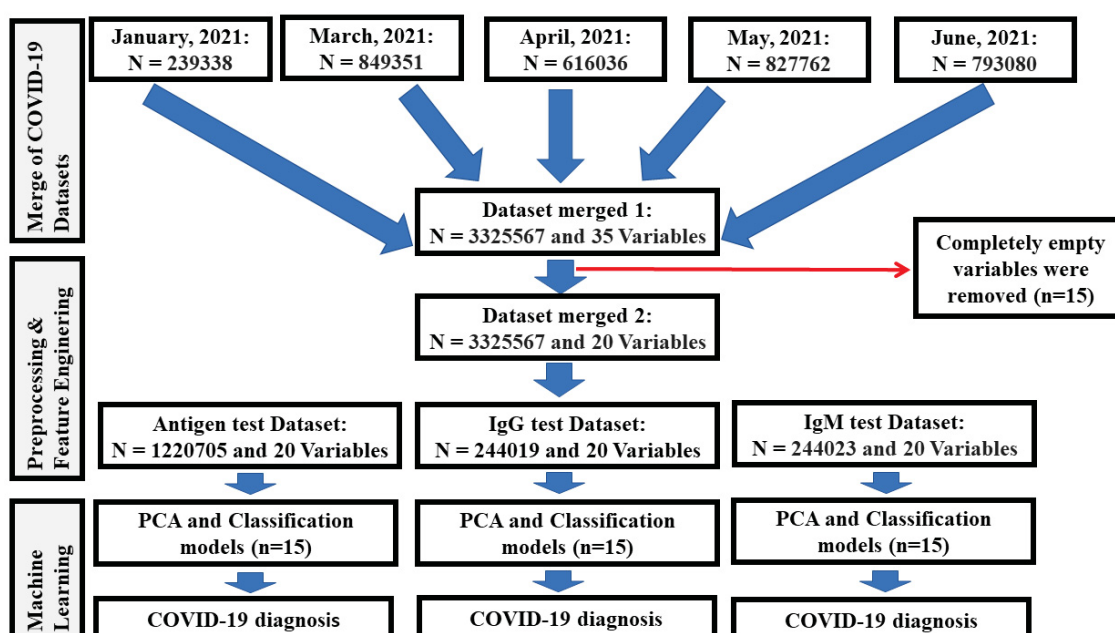 Merge of COVID-19
Datasets
January, 2021:
N = 239338
March, 2021:
N = 849351
April, 2021:
N = 616036
May, 2021:
N = 827762
June, 2021:
N = 793080
Dataset merged 1:
N = 3325567 and 35 Variables
Completely empty
variables were
removed (n=15)
Preprocessing &
Feature Enginering
Dataset merged 2:
N = 3325567 and 20 Variables
Antigen test Dataset:
N = 1220705 and 20 Variables
IgG test Dataset:
N = 244019 and 20 Variables
IgM test Dataset:
N = 244023 and 20 Variables
Machine
Learning
PCA and Classification
models (n=15)
PCA and Classification
models (n=15)
PCA and Classification
models (n=15)
COVID-19 diagnosis
COVID-19 diagnosis
COVID-19 diagnosis